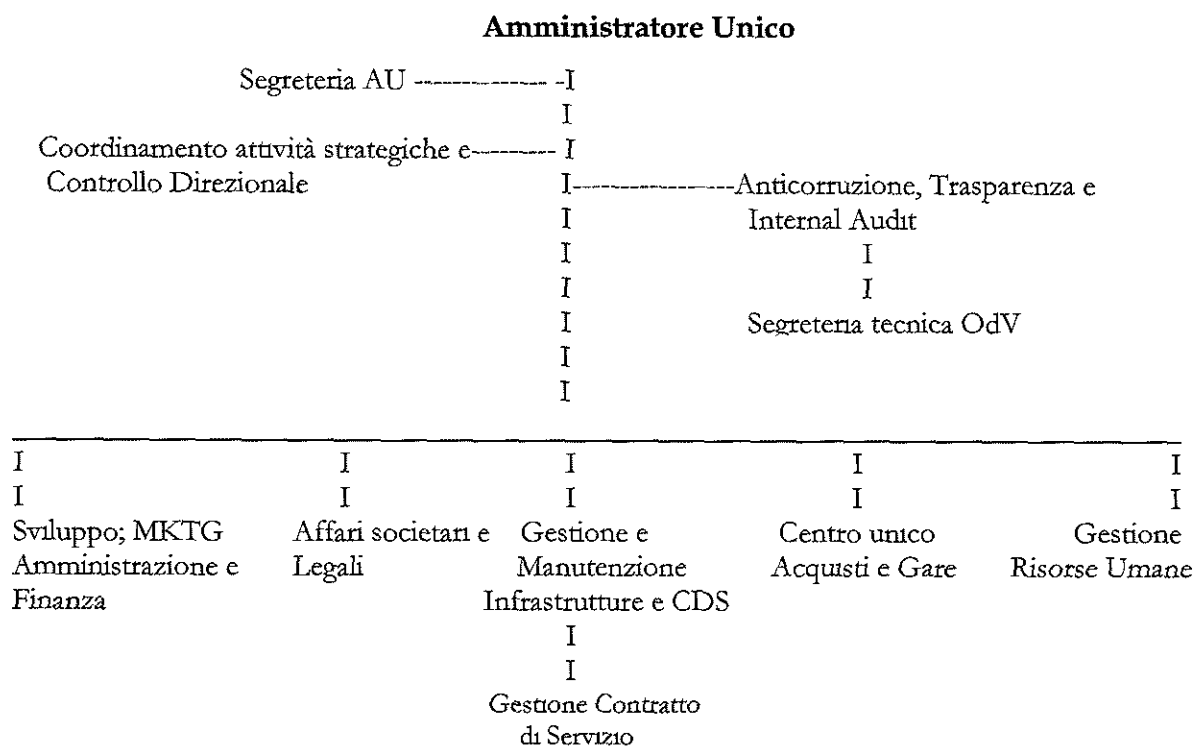 Amministratore Unico
Segreteria AU -------------- -I
I
Coordinamento attività strategiche e---------- I
Controllo Direzionale I-----------------Anticorruzione, Trasparenza e
I Internal Audit
I I
I I
I Segreteria tecnica OdV
I
I
I I I I I
I I I I I
Sviluppo; MKTG Affari societari e Gestione e Centro unico Gestione
Amministrazione e Legali Manutenzione Acquisti e Gare Risorse Umane
Finanza Infrastrutture e CDS
I
I
Gestione Contratto
di Servizio